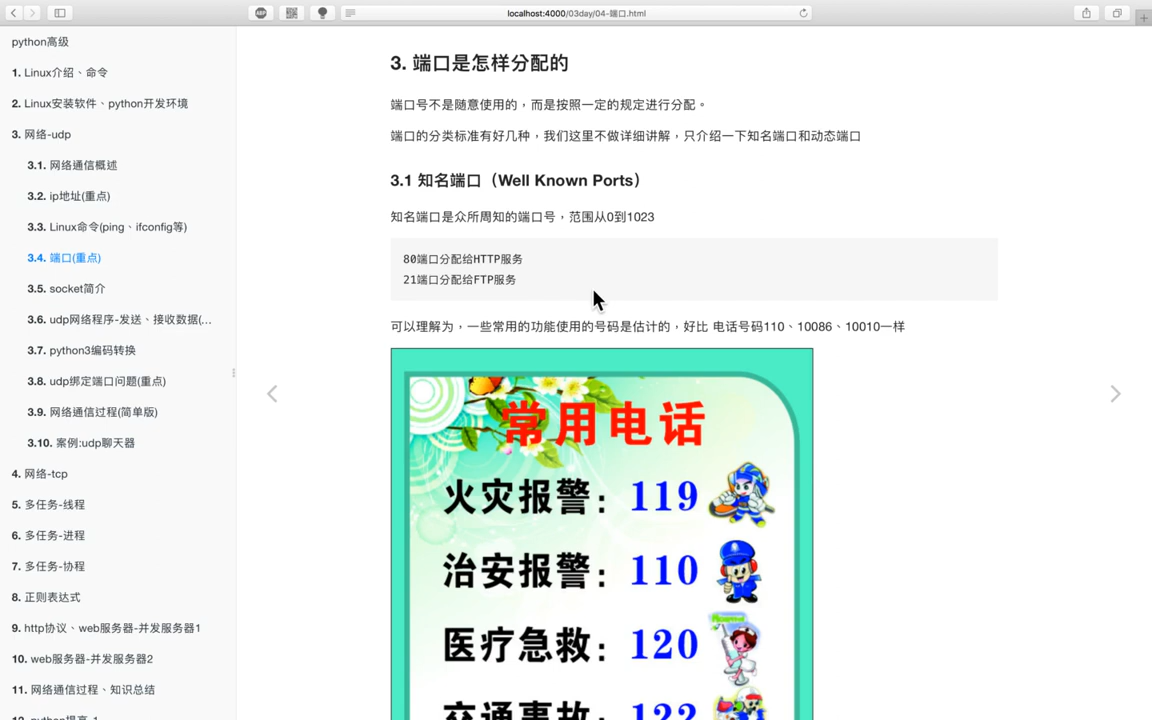 localhost:4000/03day/04-端口.html
python高级
1. Linux介绍、命令
2. Linux安装软件、python开发环境
3. 网络-udp
3.1. 网络通信概述
3.2. ip地址(重点)
3.3. Linux命令(ping、ifconfig等)
3.4. 端口(重点)
3.5. socket简介
3.6. udp网络程序-发送、接收数据(...
3.7. python3编码转换
3.8. udp绑定端口问题(重点)
3.9. 网络通信过程(简单版)
3.10. 案例:udp聊天器
4. 网络-tcp
5. 多任务-线程
6. 多任务-进程
7. 多任务-协程
8. 正则表达式
9. http协议、web服务器-并发服务器1
10. web服务器-并发服务器2
11. 网络通信过程、知识总结
12. python提高-1
3. 端口是怎样分配的
端口号不是随意使用的，而是按照一定的规定进行分配。
端口的分类标准有好几种，我们这里不做详细讲解，只介绍一下知名端口和动态端口
3.1 知名端口（Well Known Ports）
知名端口是众所周知的端口号，范围从0到1023
80端口分配给HTTP服务
21端口分配给FTP服务
可以理解为，一些常用的功能使用的号码是估计的，好比 电话号码110、10086、10010一样
常用电话
火灾报警：119
治安报警：110
医疗急救：120
交通事故：122